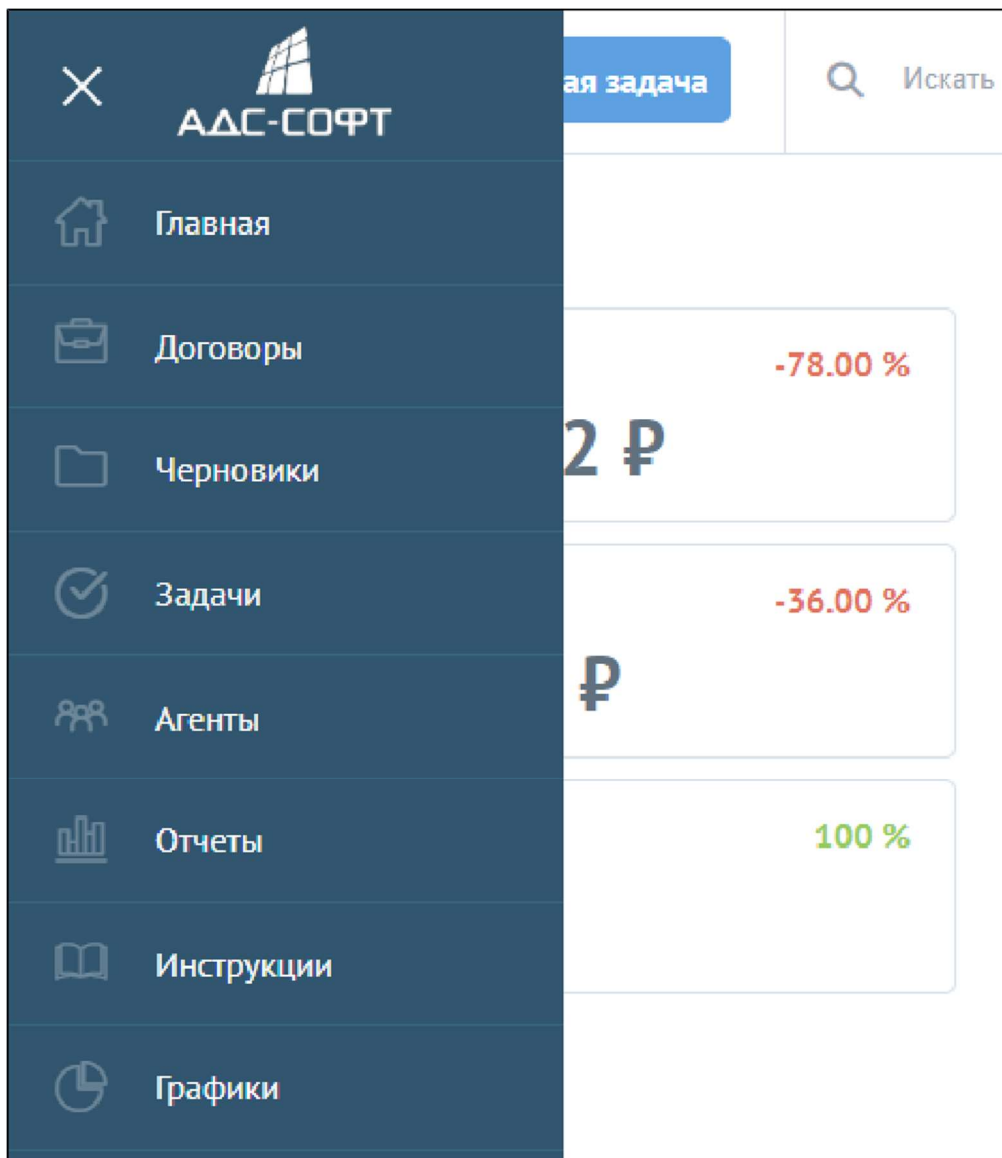 АДС-СОФТ
ая задача
Искать
Главная
Договоры
-78.00 %
2 ₽
Черновики
Задачи
-36.00 %
₽
Агенты
Отчеты
100 %
Инструкции
Графики